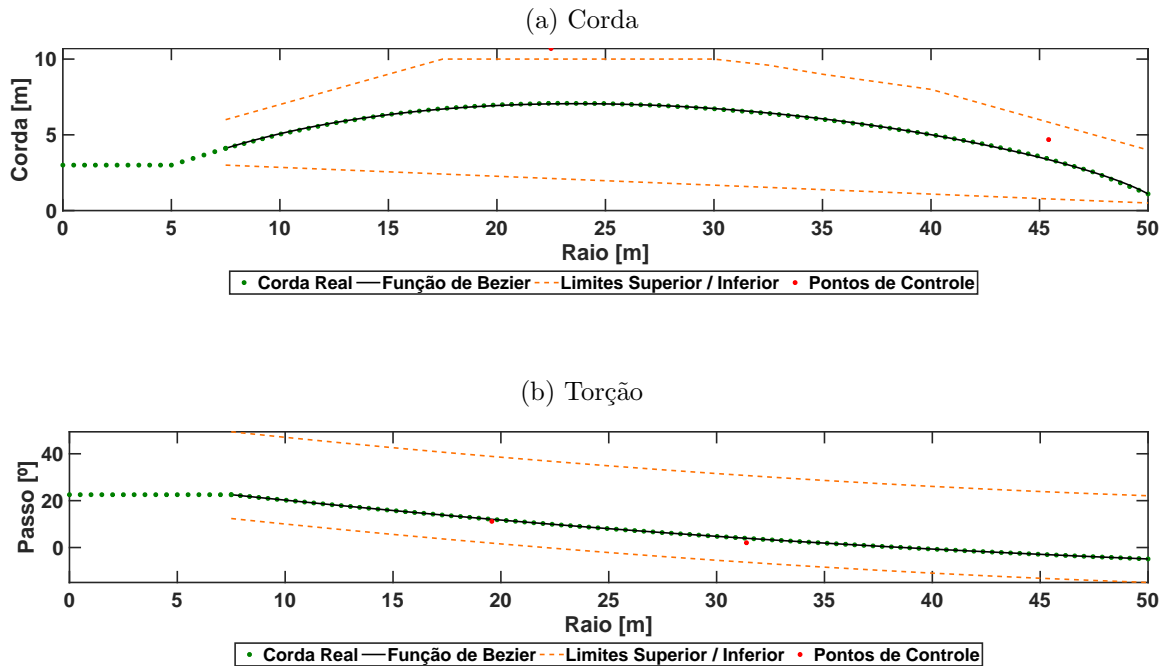 (a) Corda
10
5
0
Corda [m]
0 5 10 15 20 25 30 35 40 45 50
Raio [m]
Corda Real Função de Bezier Limites Superior / Inferior Pontos de Controle
(b) Torção
40
20
0
Passo [º]
0 5 10 15 20 25 30 35 40 45 50
Raio [m]
Corda Real Função de Bezier Limites Superior / Inferior Pontos de Controle